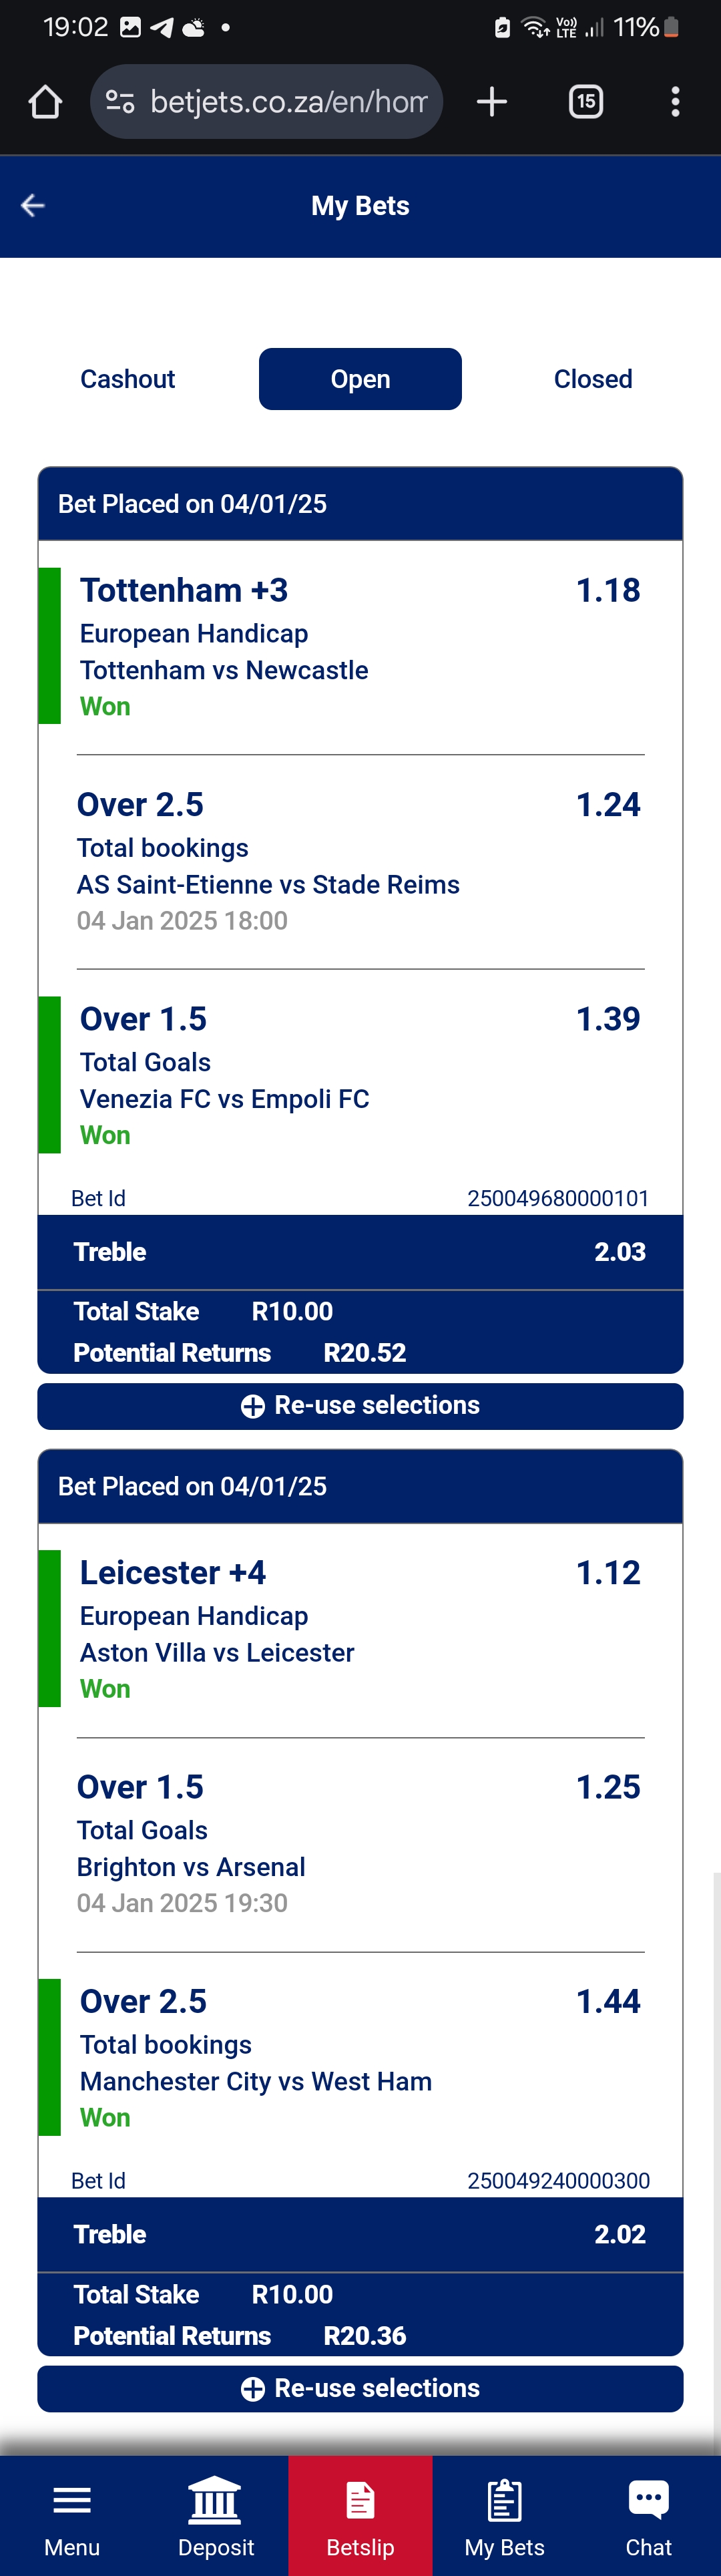 19:02
Vo))
LTE
11%
betjets.co.za/en/hom
15
My Bets
Cashout
Open
Closed
Bet Placed on 04/01/25
Tottenham +3 1.18
European Handicap
Tottenham vs Newcastle
Won
Over 2.5 1.24
Total bookings
AS Saint-Etienne vs Stade Reims
04 Jan 2025 18:00
Over 1.5 1.39
Total Goals
Venezia FC vs Empoli FC
Won
Bet Id 250049680000101
Treble 2.03
Total Stake R10.00
Potential Returns R20.52
Re-use selections
Bet Placed on 04/01/25
Leicester +4 1.12
European Handicap
Aston Villa vs Leicester
Won
Over 1.5 1.25
Total Goals
Brighton vs Arsenal
04 Jan 2025 19:30
Over 2.5 1.44
Total bookings
Manchester City vs West Ham
Won
Bet Id 250049240000300
Treble 2.02
Total Stake R10.00
Potential Returns R20.36
Re-use selections
Menu
Deposit
Betslip
My Bets
Chat